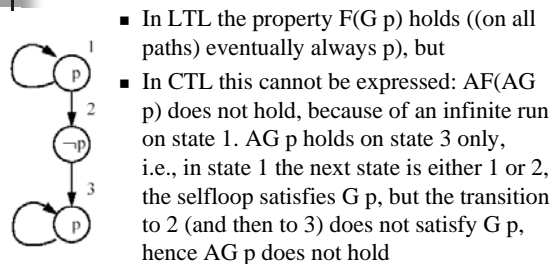 1
p
2
¬p
3
p
▪ In LTL the property F(G p) holds ((on all
paths) eventually always p), but
▪ In CTL this cannot be expressed: AF(AG
p) does not hold, because of an infinite run
on state 1. AG p holds on state 3 only,
i.e., in state 1 the next state is either 1 or 2,
the selfloop satisfies G p, but the transition
to 2 (and then to 3) does not satisfy G p,
hence AG p does not hold